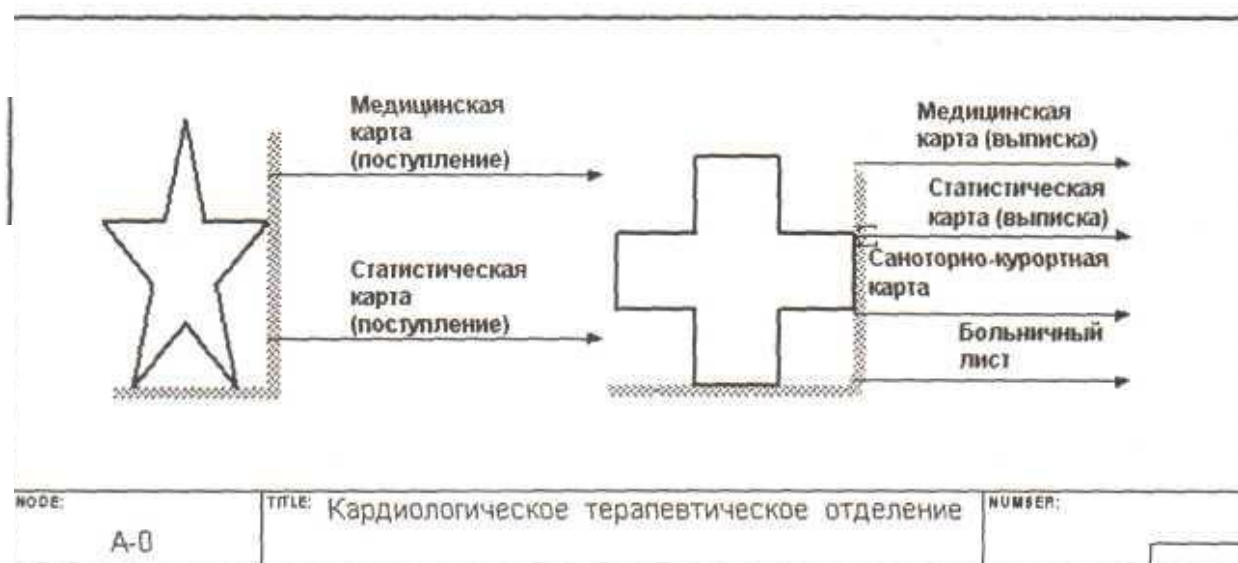 Медицинская
карта
(поступление)
Статистическая
карта
(поступление)
Медицинская
карта (выписка)
Статистическая
карта (выписка)
Саноторно-курортная
карта
Больничный
лист
NODE:
A-0
TITLE: Кардиологическое терапевтическое отделение
NUMBER: